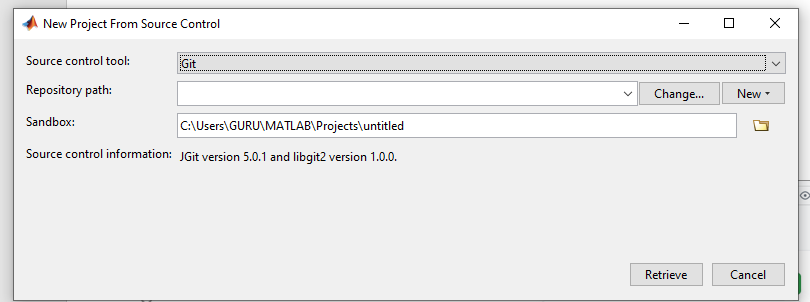 New Project From Source Control
Source control tool: Git
Repository path: Change... New
Sandbox: C:\Users\GURU\MATLAB\Projects\untitled
Source control information: JGit version 5.0.1 and libgit2 version 1.0.0.
Retrieve Cancel